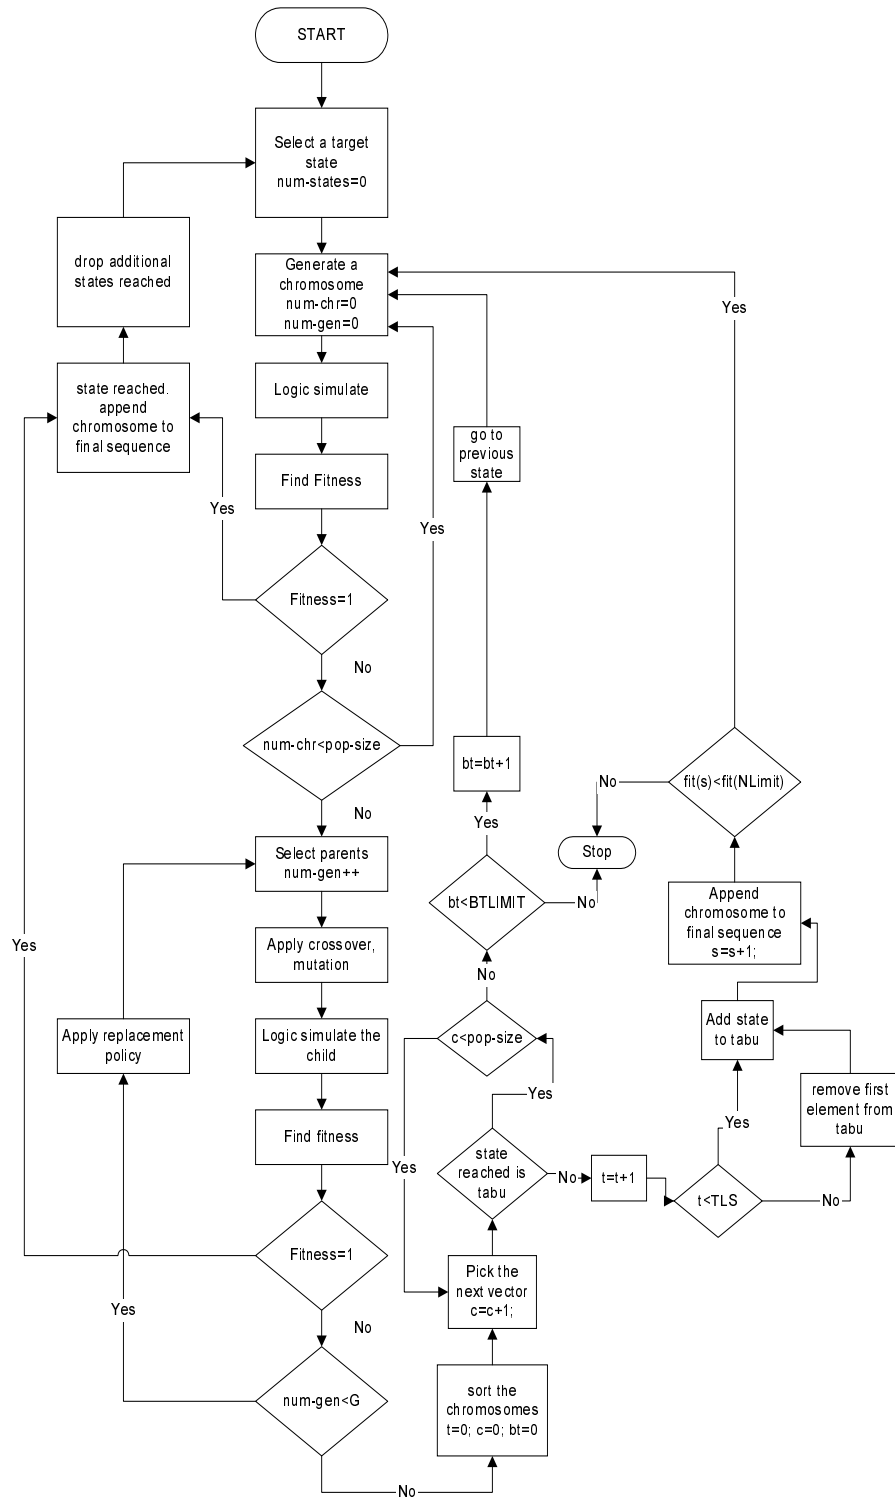 START
Select a target
state
num-states=0
drop additional
states reached
Generate a
chromosome
num-chr=0
num-gen=0
Yes
state reached.
append
chromosome to
final sequence
Logic simulate
go to
previous
state
Find Fitness
Yes
Yes
Fitness=1
No
num-chr<pop-size
bt=bt+1
No
fit(s)<fit(NLimit)
No
Yes
Stop
Select parents
num-gen++
bt<BTLIMIT
No
Append
chromosome to
final sequence
s=s+1;
Yes
Apply crossover,
mutation
No
Apply replacement
policy
Logic simulate the
child
c<pop-size
Add state
to tabu
Yes
remove first
element from
tabu
Find fitness
Yes
Yes
state
reached is
tabu
No
t=t+1
t<TLS
No
Fitness=1
Pick the
next vector
c=c+1;
Yes
No
num-gen<G
sort the
chromosomes
t=0; c=0; bt=0
No